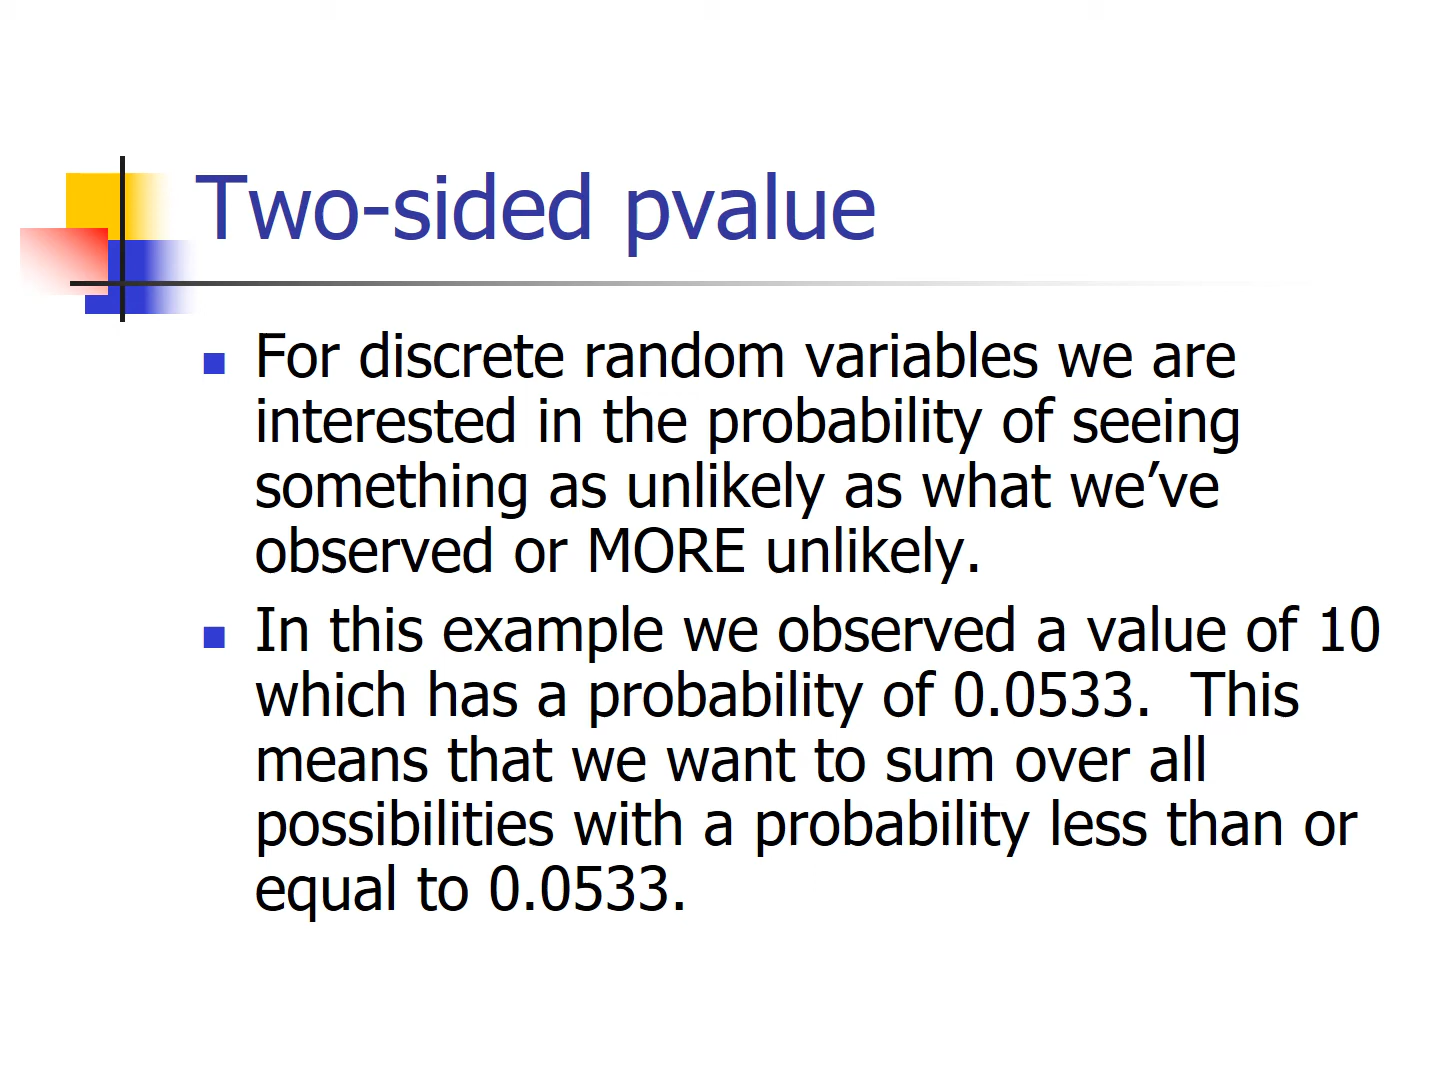 Two-sided pvalue
For discrete random variables we are
interested in the probability of seeing
something as unlikely as what we’ve
observed or MORE unlikely.
In this example we observed a value of 10
which has a probability of 0.0533.  This
means that we want to sum over all
possibilities with a probability less than or
equal to 0.0533.